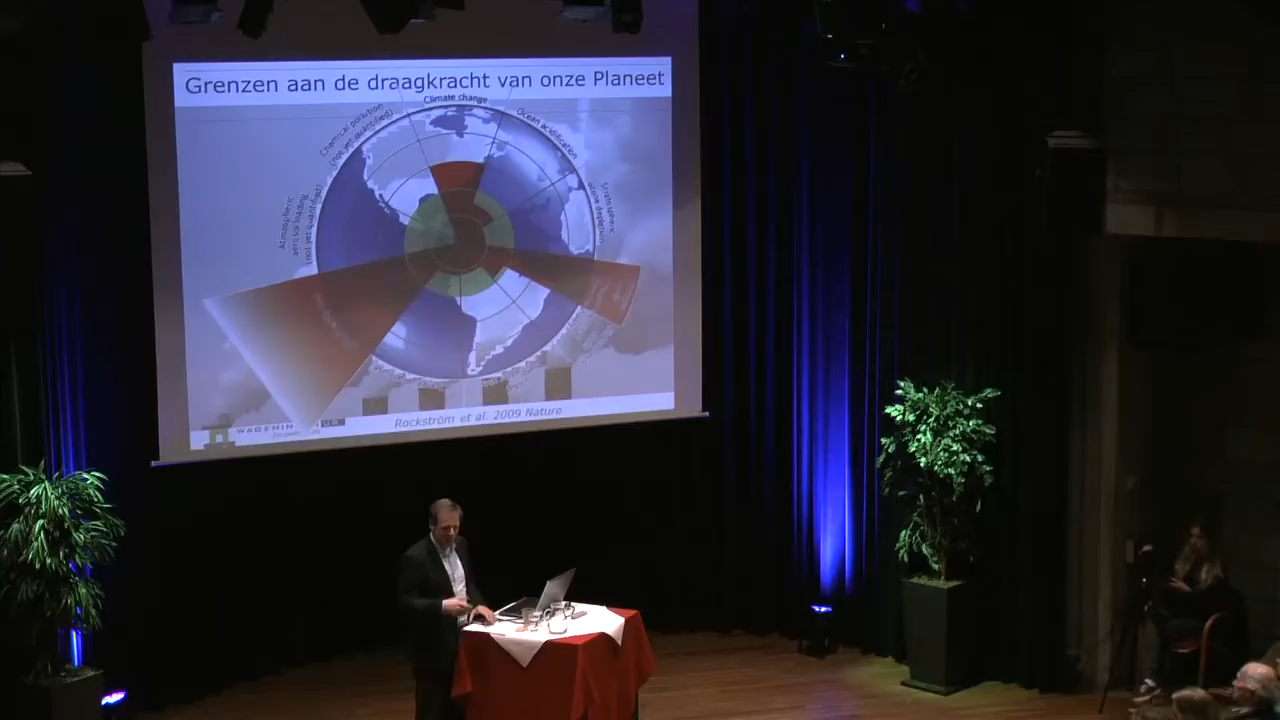 Grenzen aan de draagkracht van onze Planeet
Climate change
Chemical pollution
(not yet quantified)
Ocean acidification
Atmospheric
aerosol loading
(not yet quantified)
Stratospheric
ozone depletion
Rockström et al. 2009 Nature